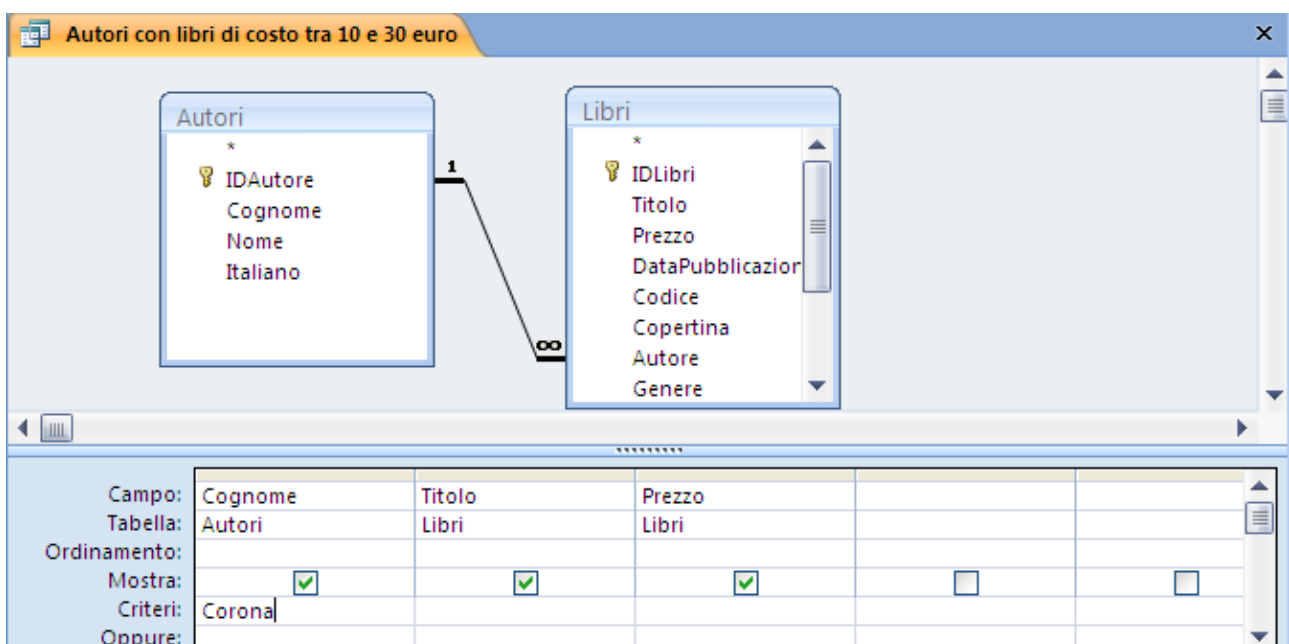 Autori con libri di costo tra 10 e 30 euro
Autori
*
IDAutore
Cognome
Nome
Italiano
1
∞
Libri
*
IDLibri
Titolo
Prezzo
DataPubblicazion
Codice
Copertina
Autore
Genere
Campo: Cognome Titolo Prezzo
Tabella: Autori Libri Libri
Ordinamento:
Mostra:
Criteri: Corona
Oppure: